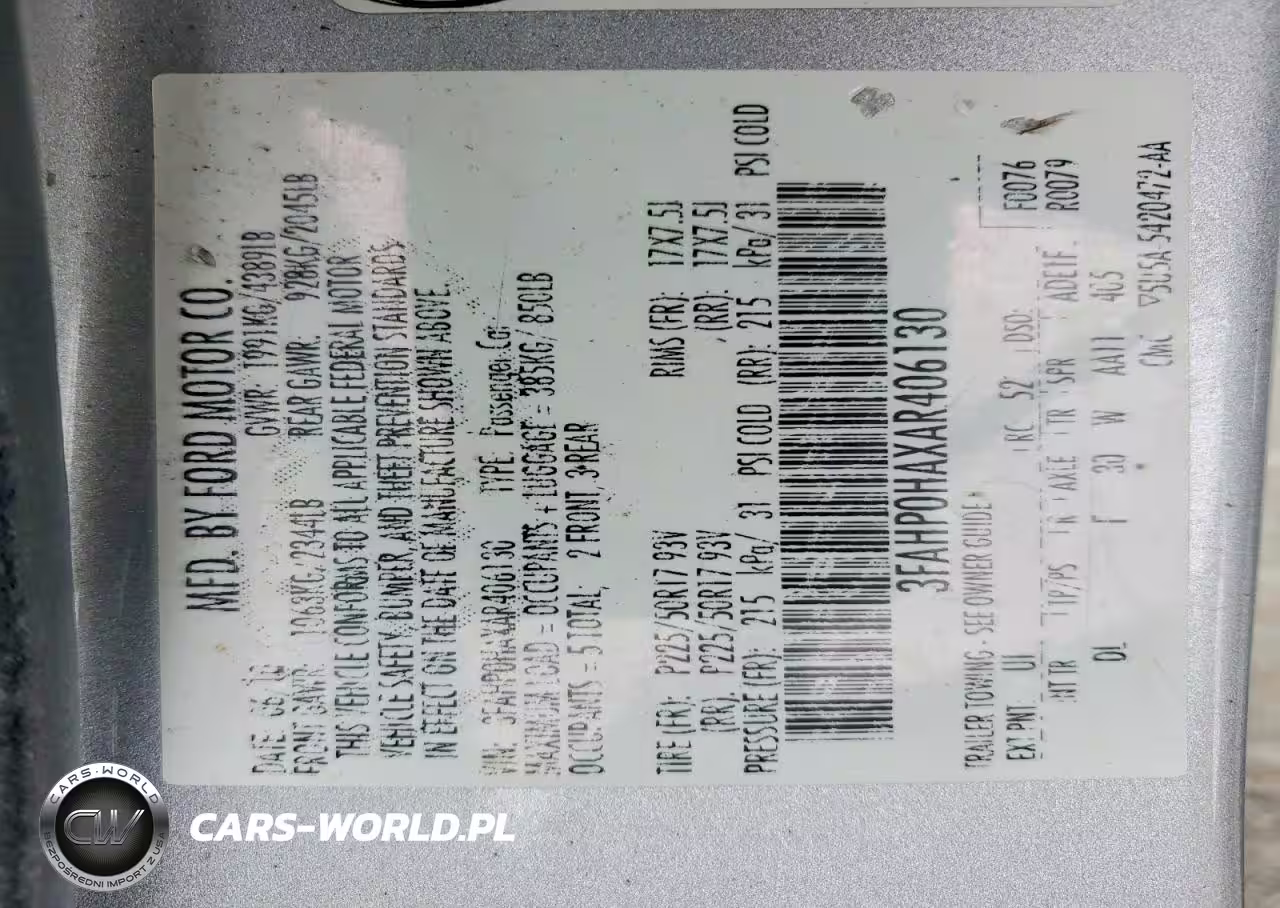 MFD. BY FORD MOTOR CO.
DATE: GVWR: 1991KG/4389LB
FRONT GAWR: 1063KG/2344LB REAR GAWR: 928KG/2045LB
THIS VEHICLE CONFORMS TO ALL APPLICABLE FEDERAL MOTOR
VEHICLE SAFETY, BUMPER, AND THEFT PREVENTION STANDARDS
IN EFFECT ON THE DATE OF MANUFACTURE SHOWN ABOVE.
VIN: 3FAHP0HAXAR406130 TYPE: Passenger Car
MAXIMUM LOAD = OCCUPANTS + LUGGAGE = 385KG/ 850LB
OCCUPANTS = 5 TOTAL, 2 FRONT, 3 REAR
TIRE (FR): P225/50R17 93V RIMS (FR): 17X7.5J
(RR): P225/50R17 93V (RR): 17X7.5J
PRESSURE (FR): 215 kPa/ 31 PSI COLD (RR): 215 kPa/ 31 PSI COLD
3FAHP0HAXAR406130
TRAILER TOWING - SEE OWNER GUIDE
EXT PNT: UI RC: 52 DSO: F0076
R0079
INT TR TP/PS R AXLE TR SPR
DL F 30 W AA11 4G5
5U5A 5420472-AA
CARS-WORLD
CW
BEZPOŚREDNI IMPORT Z USA
CARS-WORLD.PL